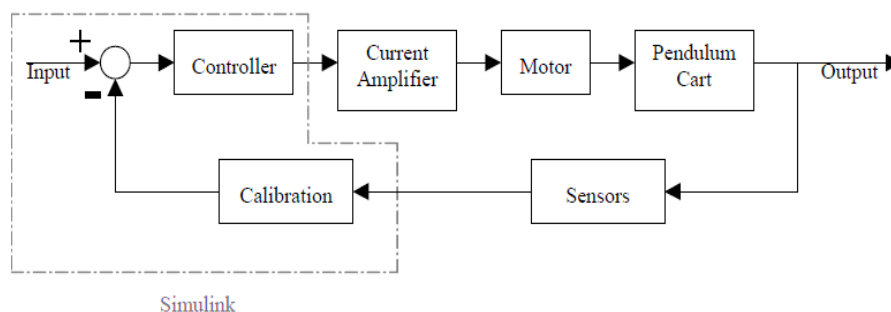 +
Input
Controller
Current
Amplifier
Motor
Pendulum
Cart
Output
-
Calibration
Sensors
Simulink